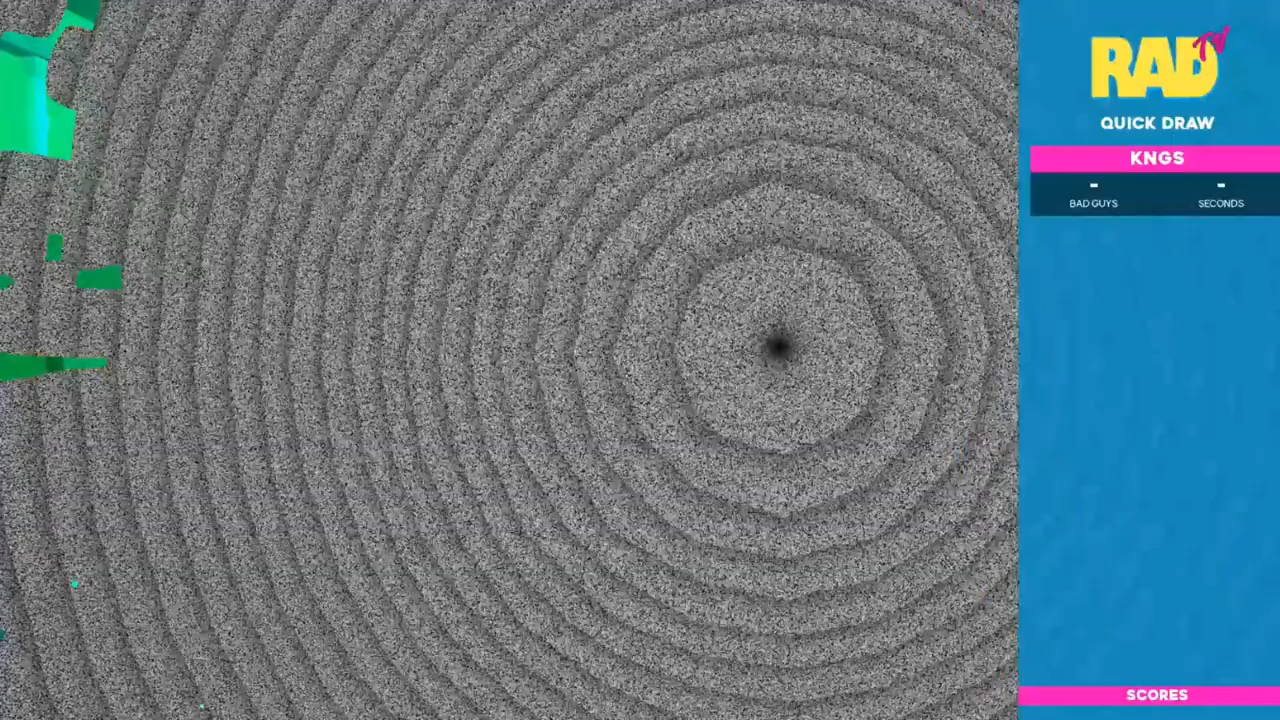 RAD TV
QUICK DRAW
KNGS
- -
BAD GUYS SECONDS
SCORES